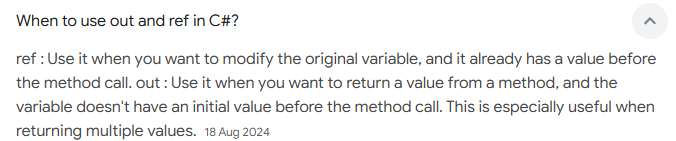 When to use out and ref in C#?
ref : Use it when you want to modify the original variable, and it already has a value before
the method call. out : Use it when you want to return a value from a method, and the
variable doesn't have an initial value before the method call. This is especially useful when
returning multiple values. 18 Aug 2024